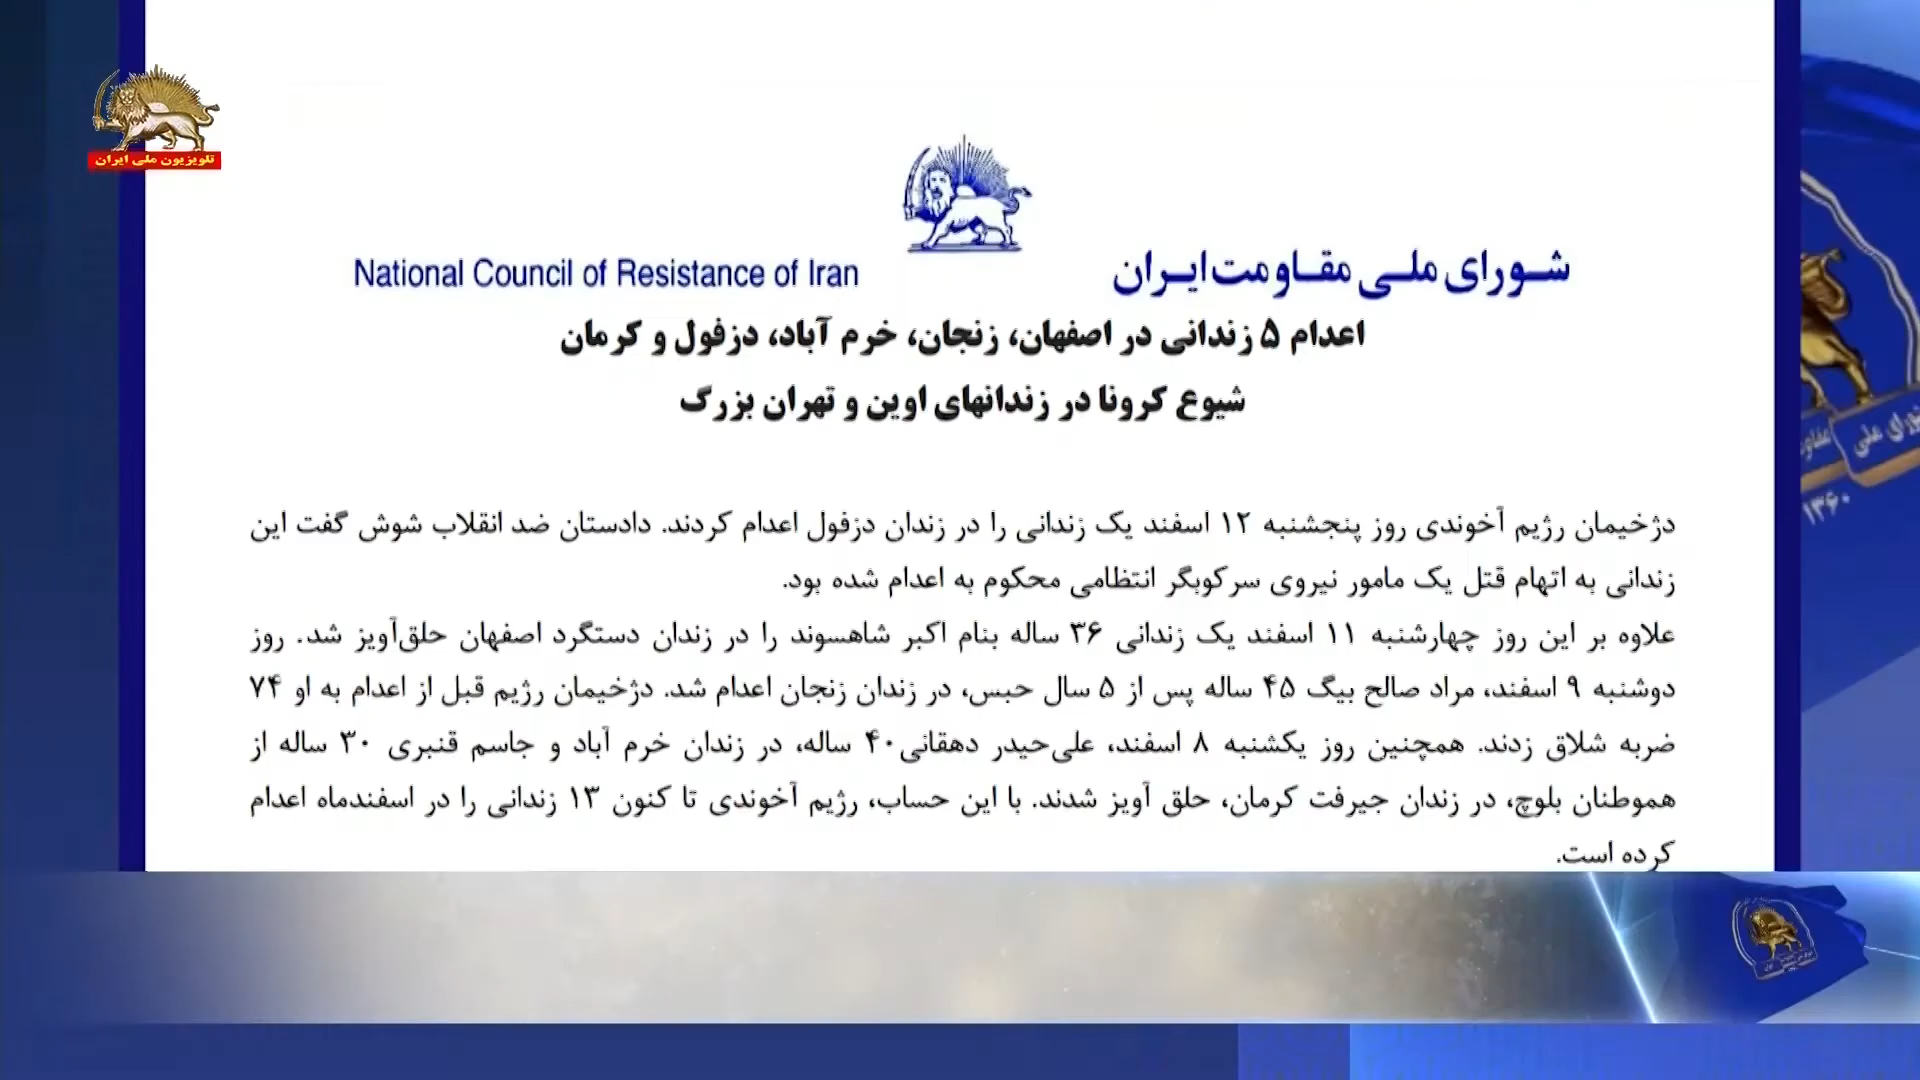 تلویزیون ملی ایران
National Council of Resistance of Iran
شورای ملی مقاومت ایران
اعدام ۵ زندانی در اصفهان، زنجان، خرم آباد، دزفول و کرمان
شیوع کرونا در زندانهای اوین و تهران بزرگ
دژخیمان رژیم آخوندی روز پنجشنبه ۱۲ اسفند یک زندانی را در زندان دزفول اعدام کردند. دادستان ضد انقلاب شوش گفت این
زندانی به اتهام قتل یک مامور نیروی سرکوبگر انتظامی محکوم به اعدام شده بود.
علاوه بر این روز چهارشنبه ۱۱ اسفند یک زندانی ۳۶ ساله بنام اکبر شاهسوند را در زندان دستگرد اصفهان حلق‌آویز شد. روز
دوشنبه ۹ اسفند، مراد صالح بیگ ۴۵ ساله پس از ۵ سال حبس، در زندان زنجان اعدام شد. دژخیمان رژیم قبل از اعدام به او ۷۴
ضربه شلاق زدند. همچنین روز یکشنبه ۸ اسفند، علی‌حیدر دهقانی۴۰ ساله، در زندان خرم آباد و جاسم قنبری ۳۰ ساله از
هموطنان بلوچ، در زندان جیرفت کرمان، حلق آویز شدند. با این حساب، رژیم آخوندی تا کنون ۱۳ زندانی را در اسفندماه اعدام
کرده است.
شورای ملی
۱۳۶۰